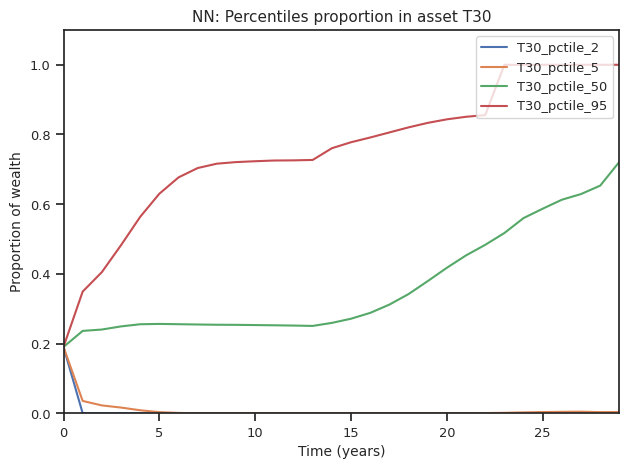 NN: Percentiles proportion in asset T30
T30_pctile_2
T30_pctile_5
T30_pctile_50
T30_pctile_95
1.0
0.8
0.6
0.4
0.2
0.0
Proportion of wealth
0 5 10 15 20 25
Time (years)